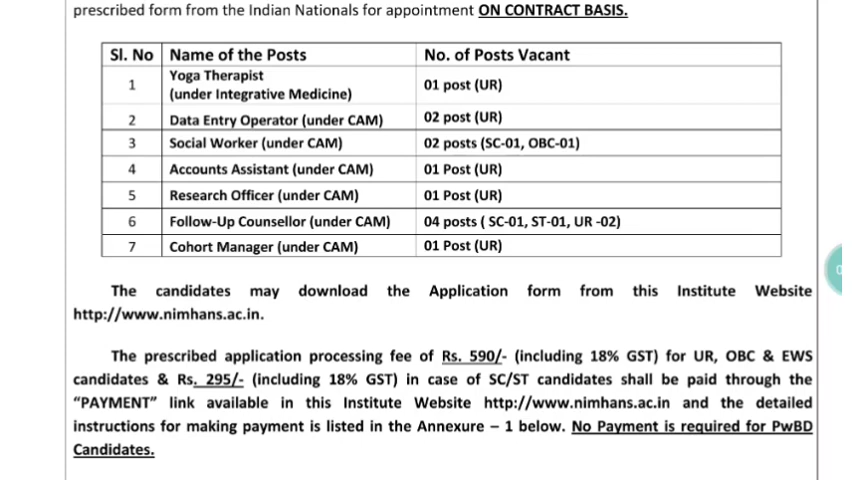 prescribed form from the Indian Nationals for appointment ON CONTRACT BASIS.
Sl. No Name of the Posts No. of Posts Vacant
1 Yoga Therapist (under Integrative Medicine) 01 post (UR)
2 Data Entry Operator (under CAM) 02 post (UR)
3 Social Worker (under CAM) 02 posts (SC-01, OBC-01)
4 Accounts Assistant (under CAM) 01 Post (UR)
5 Research Officer (under CAM) 01 Post (UR)
6 Follow-Up Counsellor (under CAM) 04 posts ( SC-01, ST-01, UR -02)
7 Cohort Manager (under CAM) 01 Post (UR)
The candidates may download the Application form from this Institute Website
http://www.nimhans.ac.in.
The prescribed application processing fee of Rs. 590/- (including 18% GST) for UR, OBC & EWS
candidates & Rs. 295/- (including 18% GST) in case of SC/ST candidates shall be paid through the
“PAYMENT” link available in this Institute Website http://www.nimhans.ac.in and the detailed
instructions for making payment is listed in the Annexure – 1 below. No Payment is required for PwBD
Candidates.